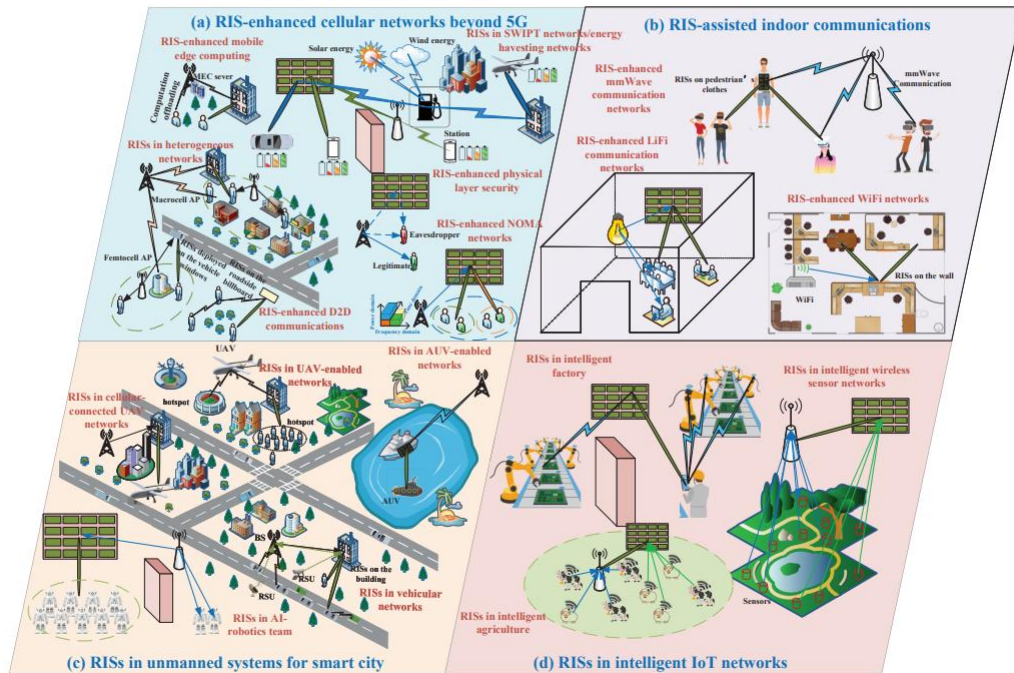 (a) RIS-enhanced cellular networks beyond 5G
RIS-enhanced mobile
edge computing
MEC sever
Computation
offloading
Solar energy
Wind energy
RISs in SWIPT networks/energy
havesting networks
Station
RISs in heterogeneous
networks
Macrocell AP
RIS-enhanced physical
layer security
Eavesdropper
Legitimate
RIS-enhanced NOMA
networks
Femtocell AP
RISs deployed
on the vehicle
windows
RIS on the
roadside
billboard
RIS-enhanced D2D
communications
Power domain
Frequency domain
(b) RIS-assisted indoor communications
RIS-enhanced
mmWave
communication
networks
RISs on pedestrian's
clothes
mmWave
Communication
RIS-enhanced LiFi
communication
networks
RIS-enhanced WiFi networks
RISs on the wall
WiFi
UAV
RISs in UAV-enabled
networks
hotspot
hotspot
RISs in AUV-enabled
networks
RISs in cellular-
connected UAV
networks
AUV
BS
RSU
RSU
RISs on the
building
RISs in vehicular
networks
RISs in AI-
robotics team
(c) RISs in unmanned systems for smart city
RISs in intelligent
factory
RISs in intelligent wireless
sensor networks
Sensors
RISs in intelligent
agriculture
(d) RISs in intelligent IoT networks